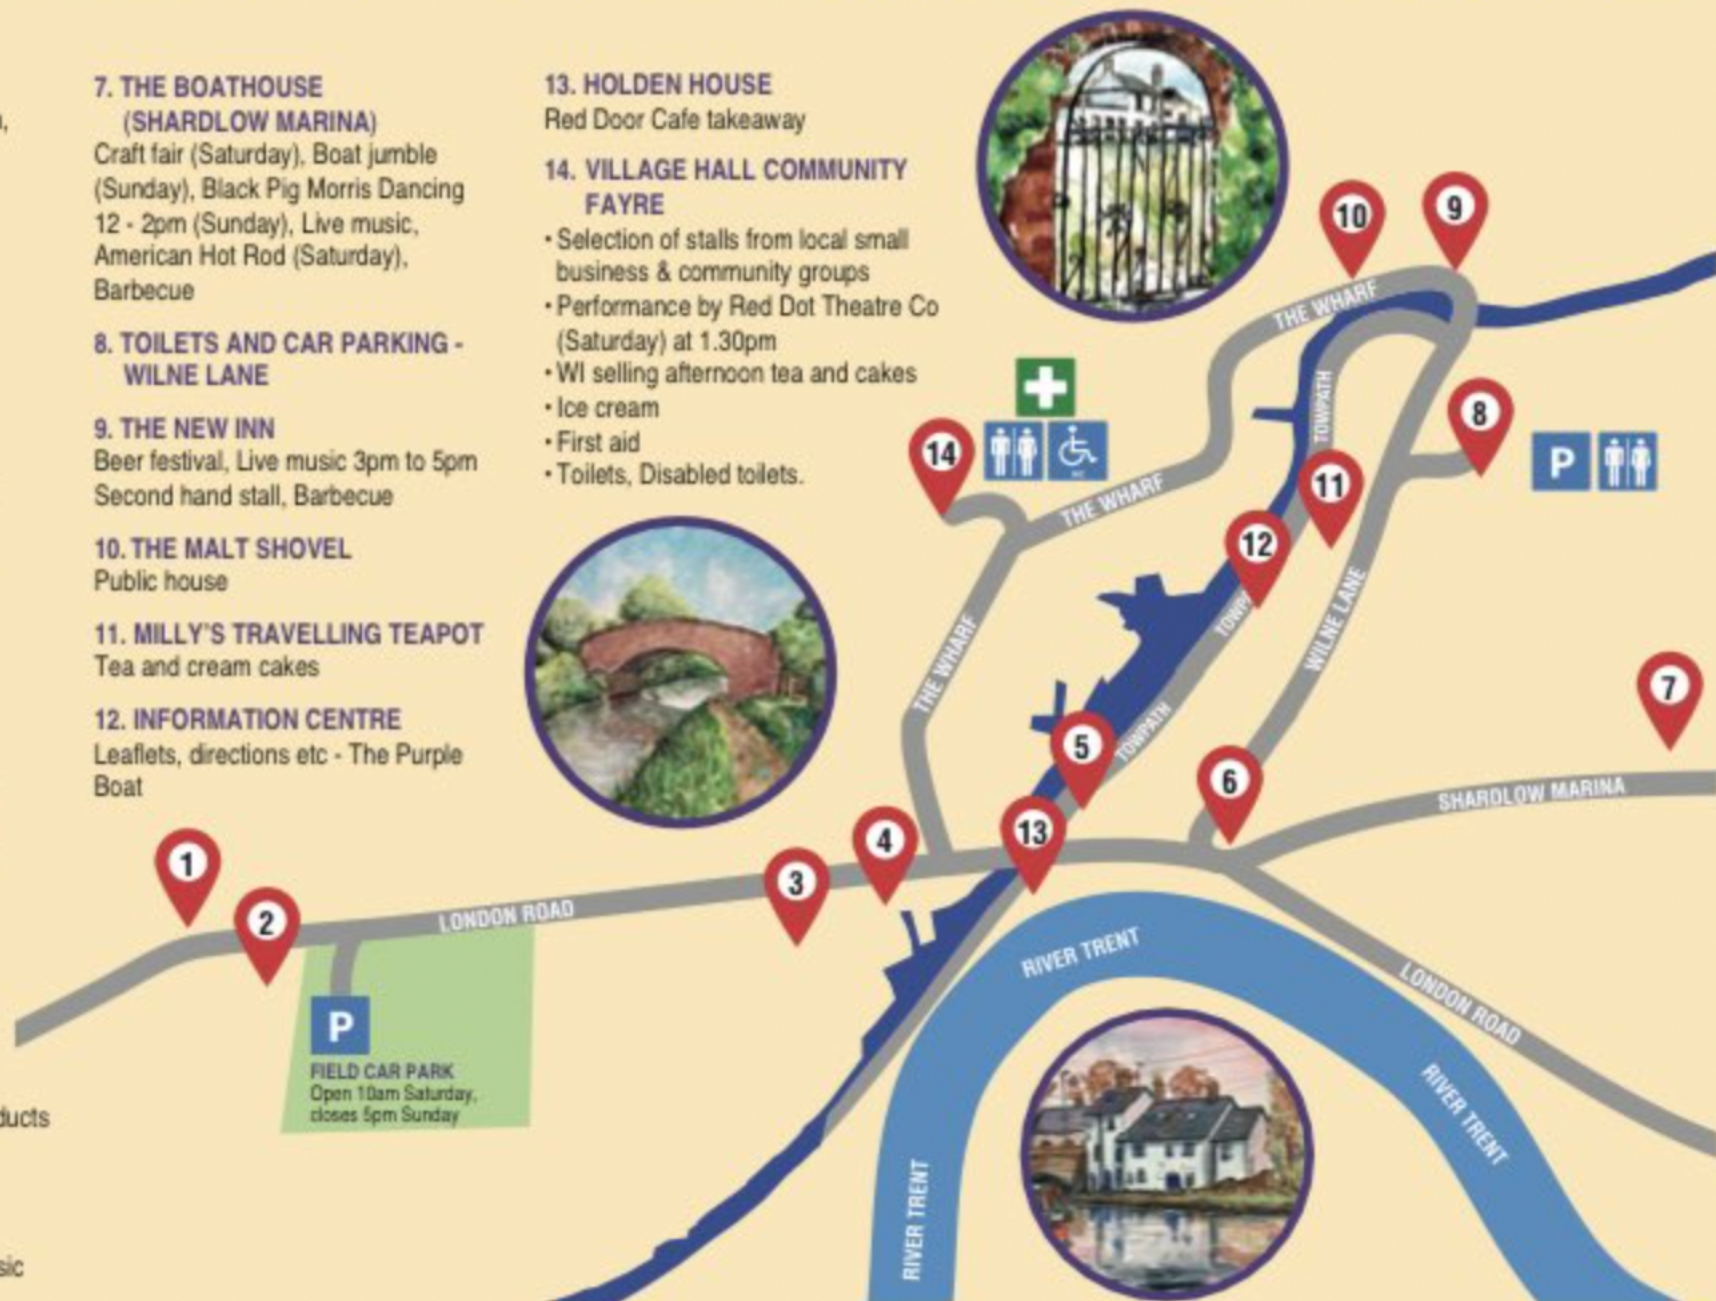 7. THE BOATHOUSE
(SHARDLOW MARINA)
Craft fair (Saturday), Boat jumble
(Sunday), Black Pig Morris Dancing
12 - 2pm (Sunday), Live music,
American Hot Rod (Saturday),
Barbecue
8. TOILETS AND CAR PARKING -
WILNE LANE
9. THE NEW INN
Beer festival, Live music 3pm to 5pm
Second hand stall, Barbecue
10. THE MALT SHOVEL
Public house
11. MILLY'S TRAVELLING TEAPOT
Tea and cream cakes
12. INFORMATION CENTRE
Leaflets, directions etc - The Purple
Boat
13. HOLDEN HOUSE
Red Door Cafe takeaway
14. VILLAGE HALL COMMUNITY
FAYRE
• Selection of stalls from local small
business & community groups
• Performance by Red Dot Theatre Co
(Saturday) at 1.30pm
• WI selling afternoon tea and cakes
• Ice cream
• First aid
• Toilets, Disabled toilets.
10
9
THE WHARF
TOWPATH
8
P
14
11
THE WHARF
12
TOWP
WILNE LANE
THE WHARF
7
5
TOWPATH
6
SHARDLOW MARINA
13
4
3
1
2
LONDON ROAD
P
FIELD CAR PARK
Open 10am Saturday,
closes 5pm Sunday
RIVER TRENT
LONDON ROAD
RIVER TRENT
RIVER TRENT
ducts
sic